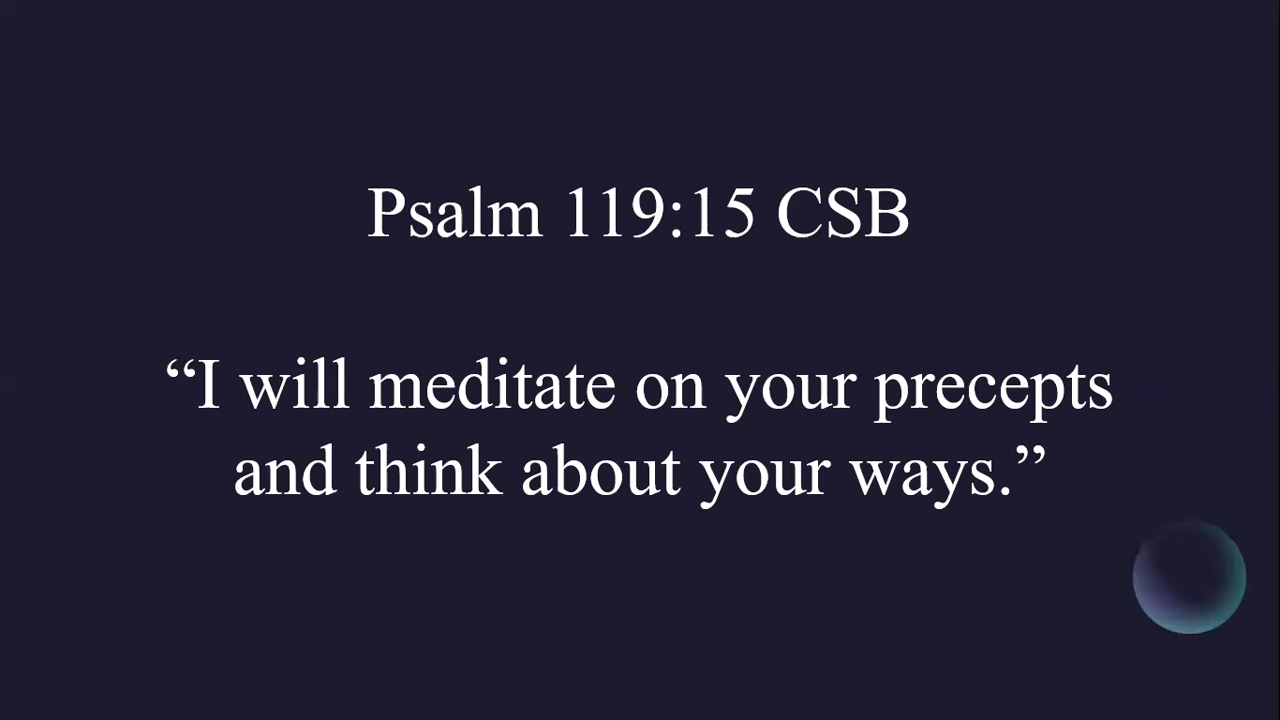 Psalm 119:15 CSB
“I will meditate on your precepts
and think about your ways.”